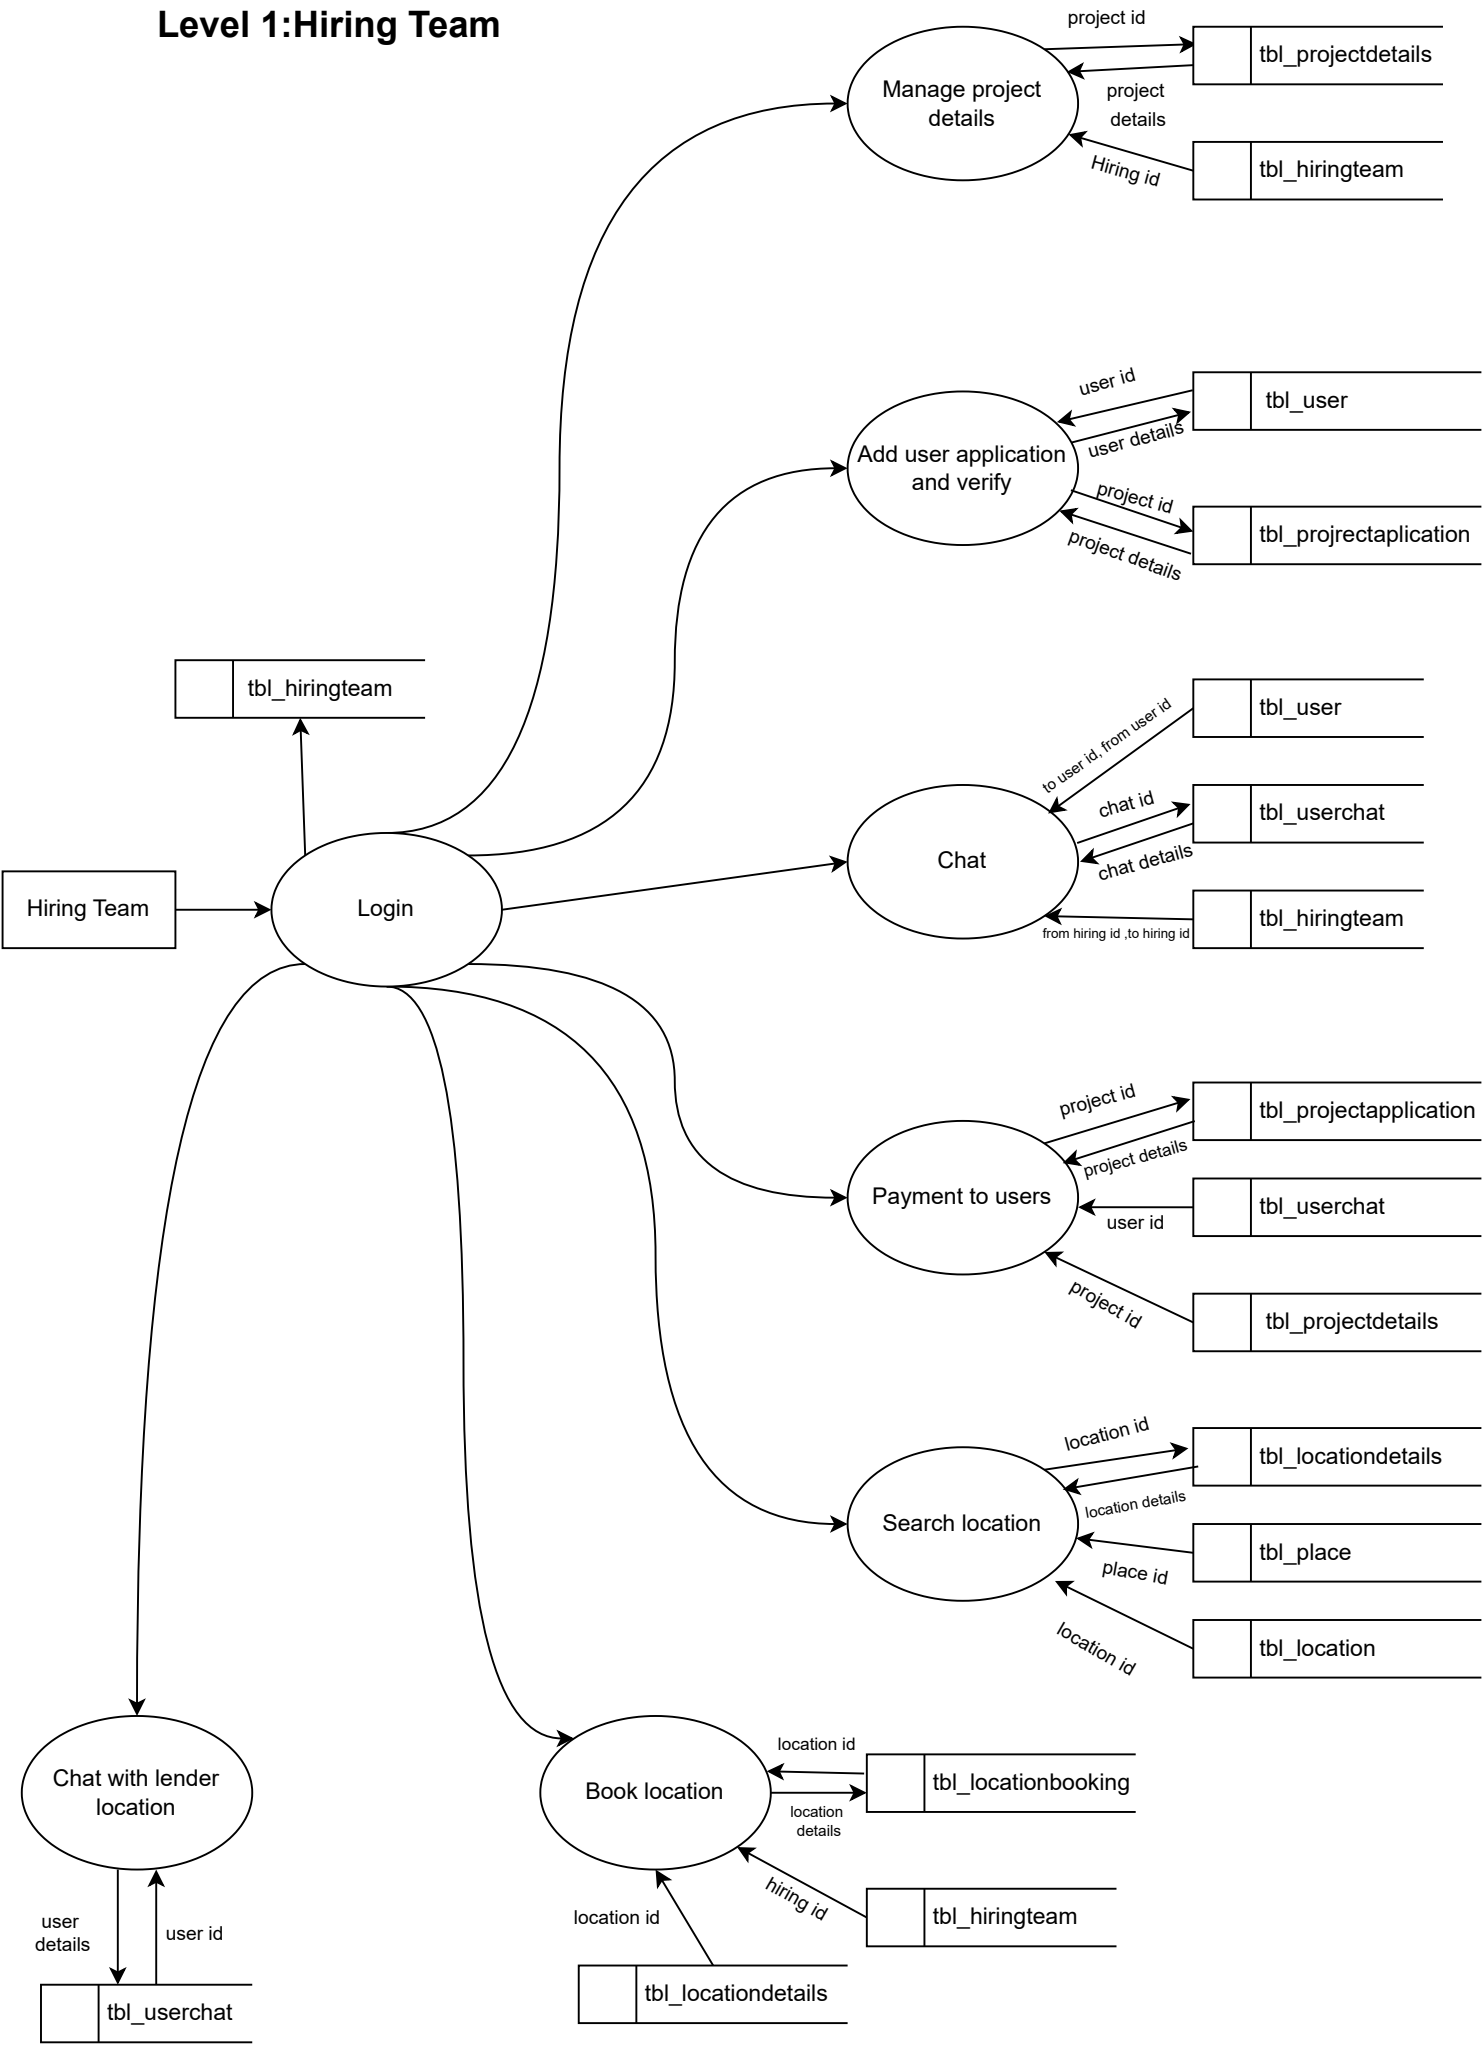 Level 1:Hiring Team
project id
tbl_projectdetails
Manage project
details
project
details
Hiring id
tbl_hiringteam
user id
tbl_user
user details
Add user application
and verify
project id
tbl_projrectaplication
project details
tbl_hiringteam
to user id, from user id
tbl_user
chat id
tbl_userchat
chat details
Chat
from hiring id ,to hiring id
tbl_hiringteam
Hiring Team
Login
project id
tbl_projectapplication
project details
Payment to users
user id
tbl_userchat
project id
tbl_projectdetails
location id
tbl_locationdetails
location details
Search location
place id
tbl_place
location id
tbl_location
Chat with lender
location
user
details
user id
tbl_userchat
Book location
location id
tbl_locationbooking
location
details
hiring id
tbl_hiringteam
location id
tbl_locationdetails